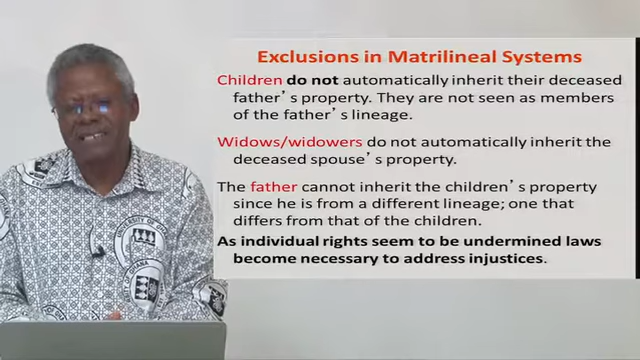 Exclusions in Matrilineal Systems
Children do not automatically inherit their deceased
father's property. They are not seen as members
of the father's lineage.
Widows/widowers do not automatically inherit the
deceased spouse's property.
The father cannot inherit the children's property
since he is from a different lineage; one that
differs from that of the children.
As individual rights seem to be undermined laws
become necessary to address injustices.